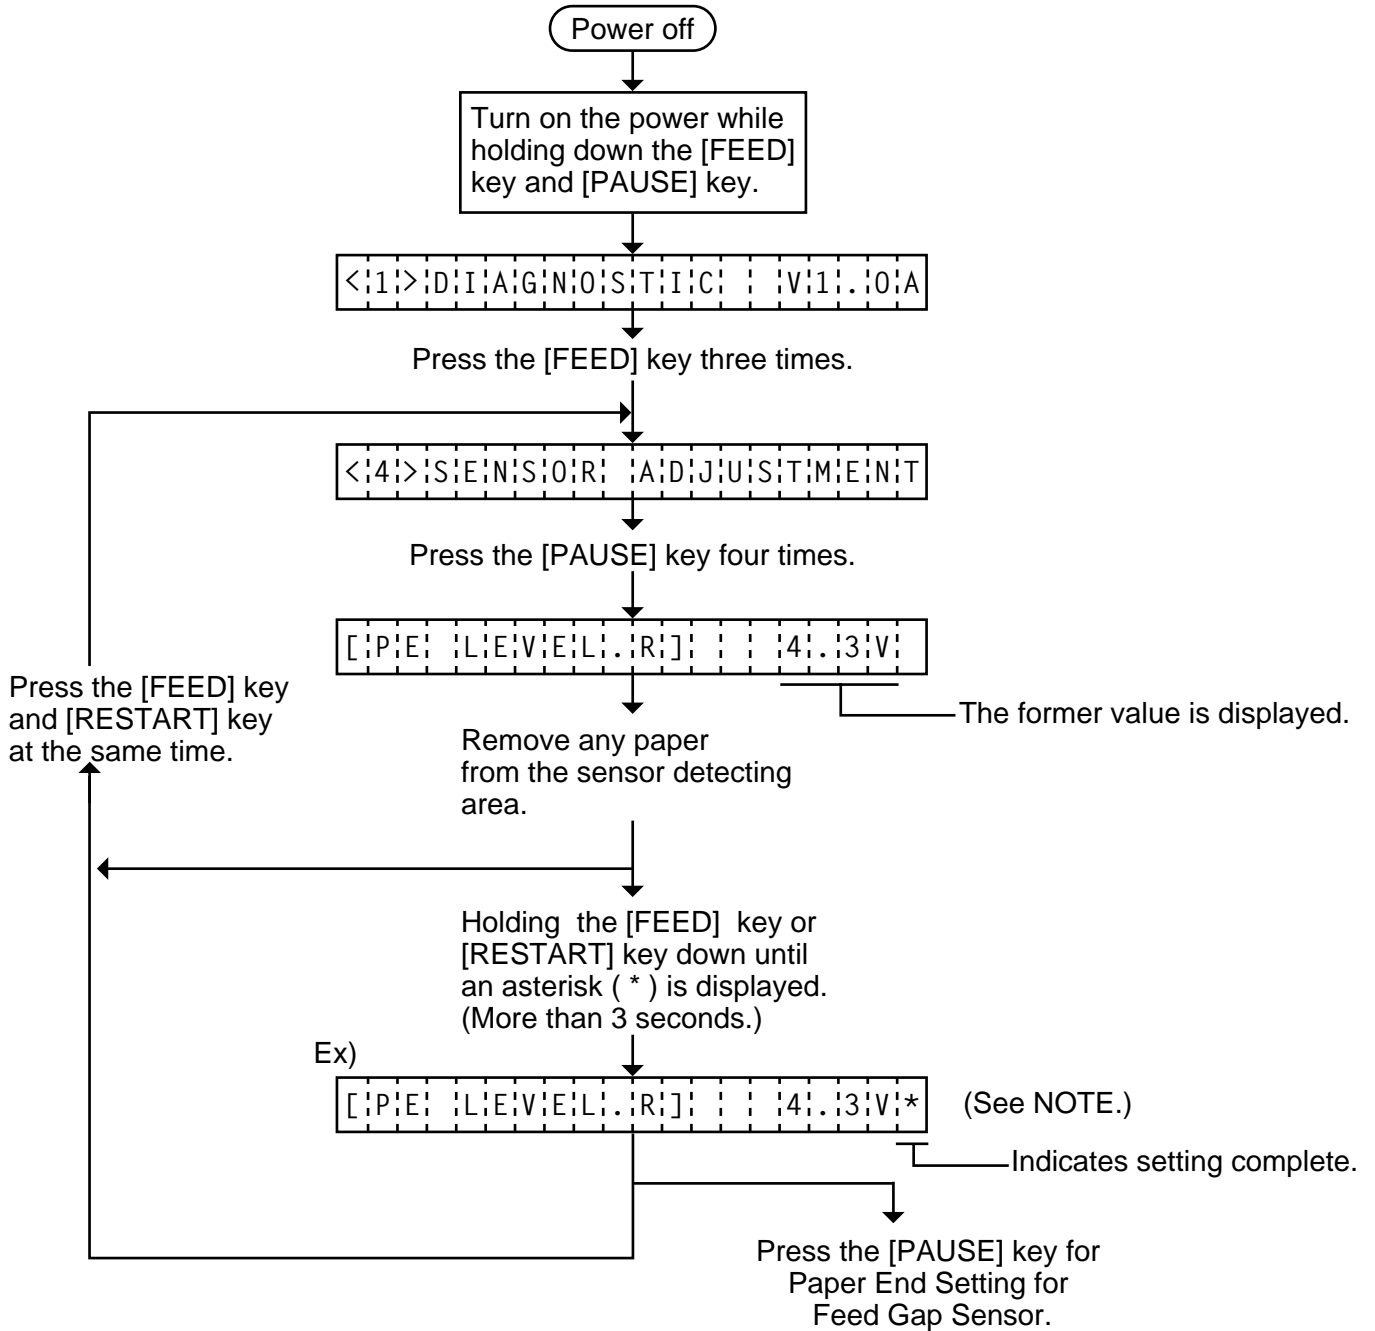 Power off
Turn on the power while
holding down the [FEED]
key and [PAUSE] key.
<1>DIAGNOSTIC  V1.0A
Press the [FEED] key three times.
<4>SENSOR ADJUSTMENT
Press the [PAUSE] key four times.
[PE LEVEL.R]   4.3V
The former value is displayed.
Press the [FEED] key
and [RESTART] key
at the same time.
Remove any paper
from the sensor detecting
area.
Holding the [FEED] key or
[RESTART] key down until
an asterisk ( * ) is displayed.
(More than 3 seconds.)
Ex)
[PE LEVEL.R]   4.3V*
(See NOTE.)
Indicates setting complete.
Press the [PAUSE] key for
Paper End Setting for
Feed Gap Sensor.